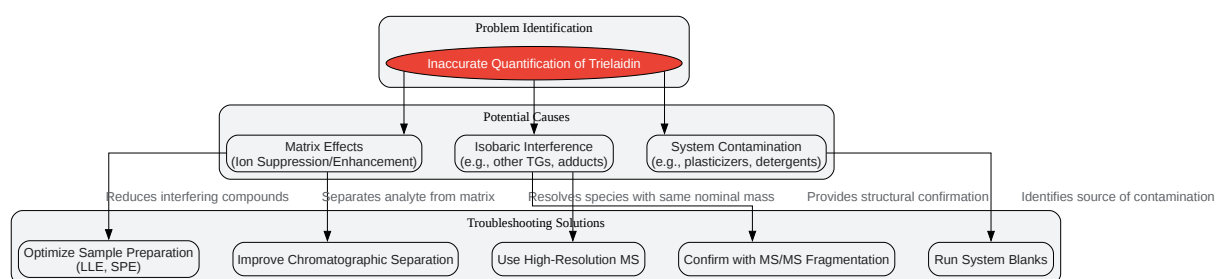 Problem Identification
Inaccurate Quantification of Trielaidin
Potential Causes
Matrix Effects
(Ion Suppression/Enhancement)
Isobaric Interference
(e.g., other TGs, adducts)
System Contamination
(e.g., plasticizers, detergents)
Reduces interfering compounds
Separates analyte from matrix
Resolves species with same nominal mass
Provides structural confirmation
Identifies source of contamination
Troubleshooting Solutions
Optimize Sample Preparation
(LLE, SPE)
Improve Chromatographic Separation
Use High-Resolution MS
Confirm with MS/MS Fragmentation
Run System Blanks